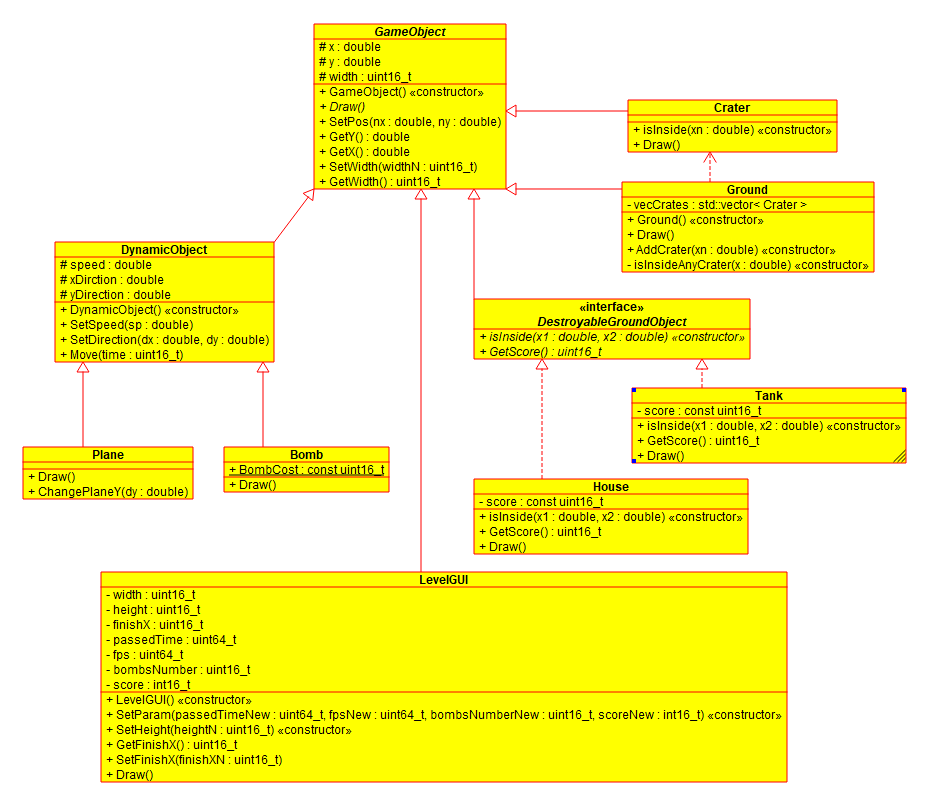 GameObject
# x : double
# y : double
# width : uint16_t
+ GameObject() «constructor»
+ Draw()
+ SetPos(nx : double, ny : double)
+ GetY() : double
+ GetX() : double
+ SetWidth(widthN : uint16_t)
+ GetWidth() : uint16_t
Crater
+ isInside(xn : double) «constructor»
+ Draw()
Ground
- vecCrates : std::vector< Crater >
+ Ground() «constructor»
+ Draw()
+ AddCrater(xn : double) «constructor»
- isInsideAnyCrater(x : double) «constructor»
DynamicObject
# speed : double
# xDirction : double
# yDirection : double
+ DynamicObject() «constructor»
+ SetSpeed(sp : double)
+ SetDirection(dx : double, dy : double)
+ Move(time : uint16_t)
«interface»
DestroyableGroundObject
+ isInside(x1 : double, x2 : double) «constructor»
+ GetScore() : uint16_t
Tank
- score : const uint16_t
+ isInside(x1 : double, x2 : double) «constructor»
+ GetScore() : uint16_t
+ Draw()
Plane
+ Draw()
+ ChangePlaneY(dy : double)
Bomb
+ BombCost : const uint16_t
+ Draw()
House
- score : const uint16_t
+ isInside(x1 : double, x2 : double) «constructor»
+ GetScore() : uint16_t
+ Draw()
LevelGUI
- width : uint16_t
- height : uint16_t
- finishX : uint16_t
- passedTime : uint64_t
- fps : uint64_t
- bombsNumber : uint16_t
- score : int16_t
+ LevelGUI() «constructor»
+ SetParam(passedTimeNew : uint64_t, fpsNew : uint64_t, bombsNumberNew : uint16_t, scoreNew : int16_t) «constructor»
+ SetHeight(heightN : uint16_t) «constructor»
+ GetFinishX() : uint16_t
+ SetFinishX(finishXN : uint16_t)
+ Draw()